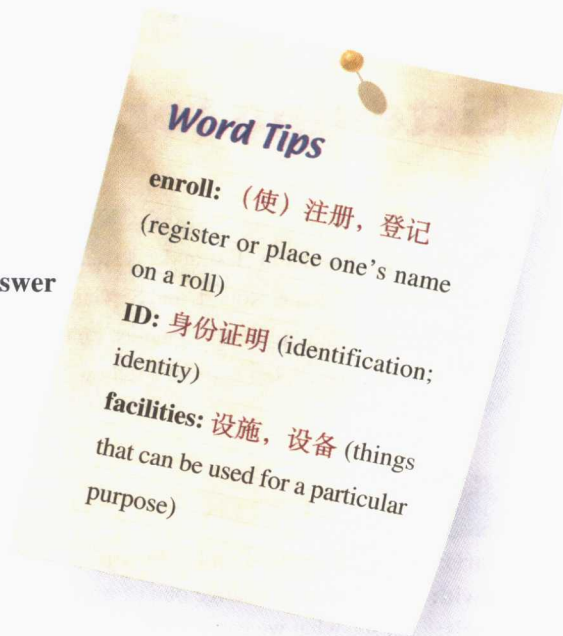 Word Tips
enroll: （使）注册，登记
(register or place one's name
on a roll)
swer
ID: 身份证明 (identification;
identity)
facilities: 设施，设备 (things
that can be used for a particular
purpose)